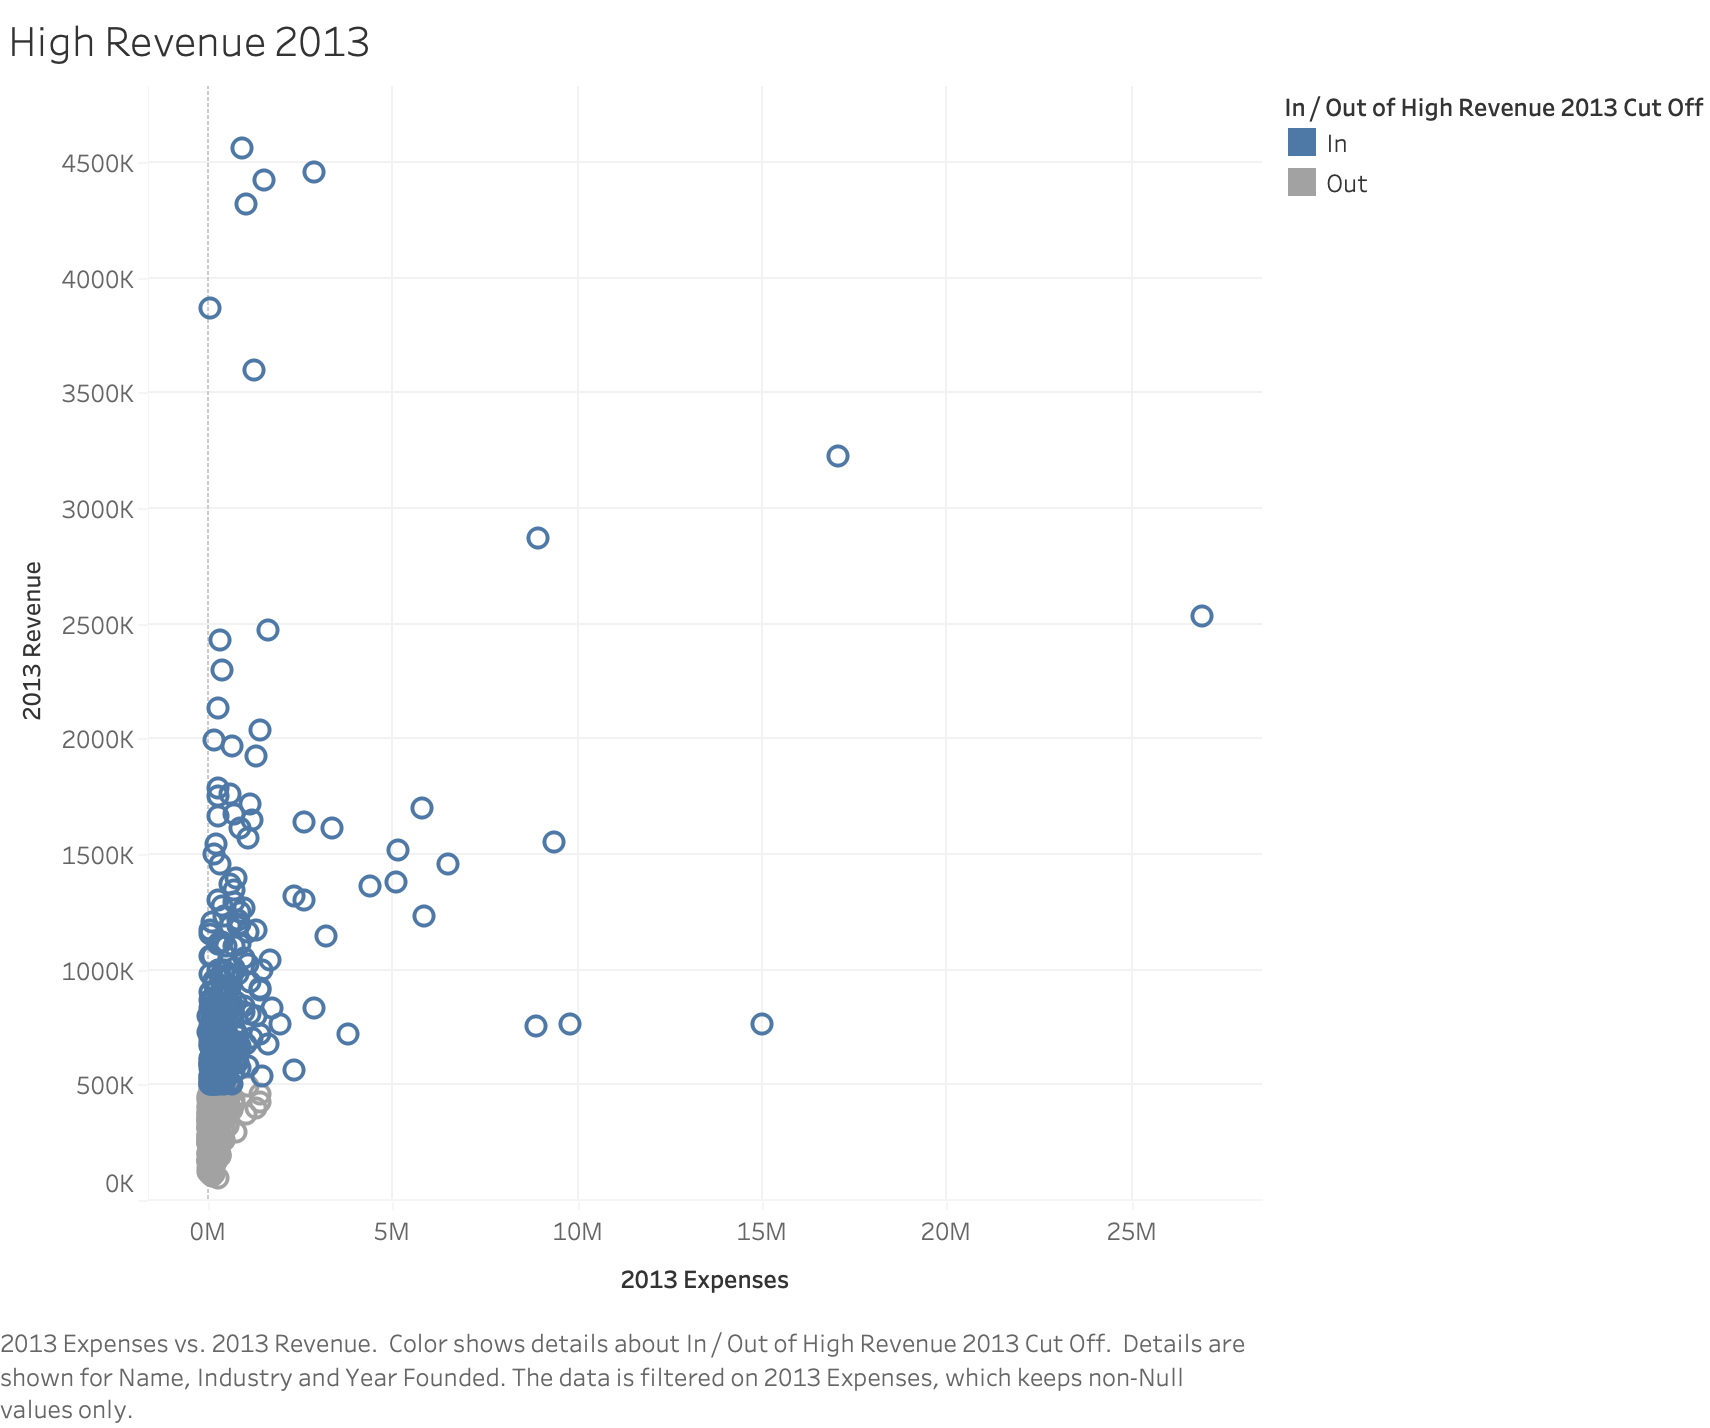 High Revenue 2013
In / Out of High Revenue 2013 Cut Off
In
Out
4500K
4000K
3500K
3000K
2500K
2000K
1500K
1000K
500K
0K
2013 Revenue
0M 5M 10M 15M 20M 25M
2013 Expenses
2013 Expenses vs. 2013 Revenue. Color shows details about In / Out of High Revenue 2013 Cut Off. Details are
shown for Name, Industry and Year Founded. The data is filtered on 2013 Expenses, which keeps non-Null
values only.